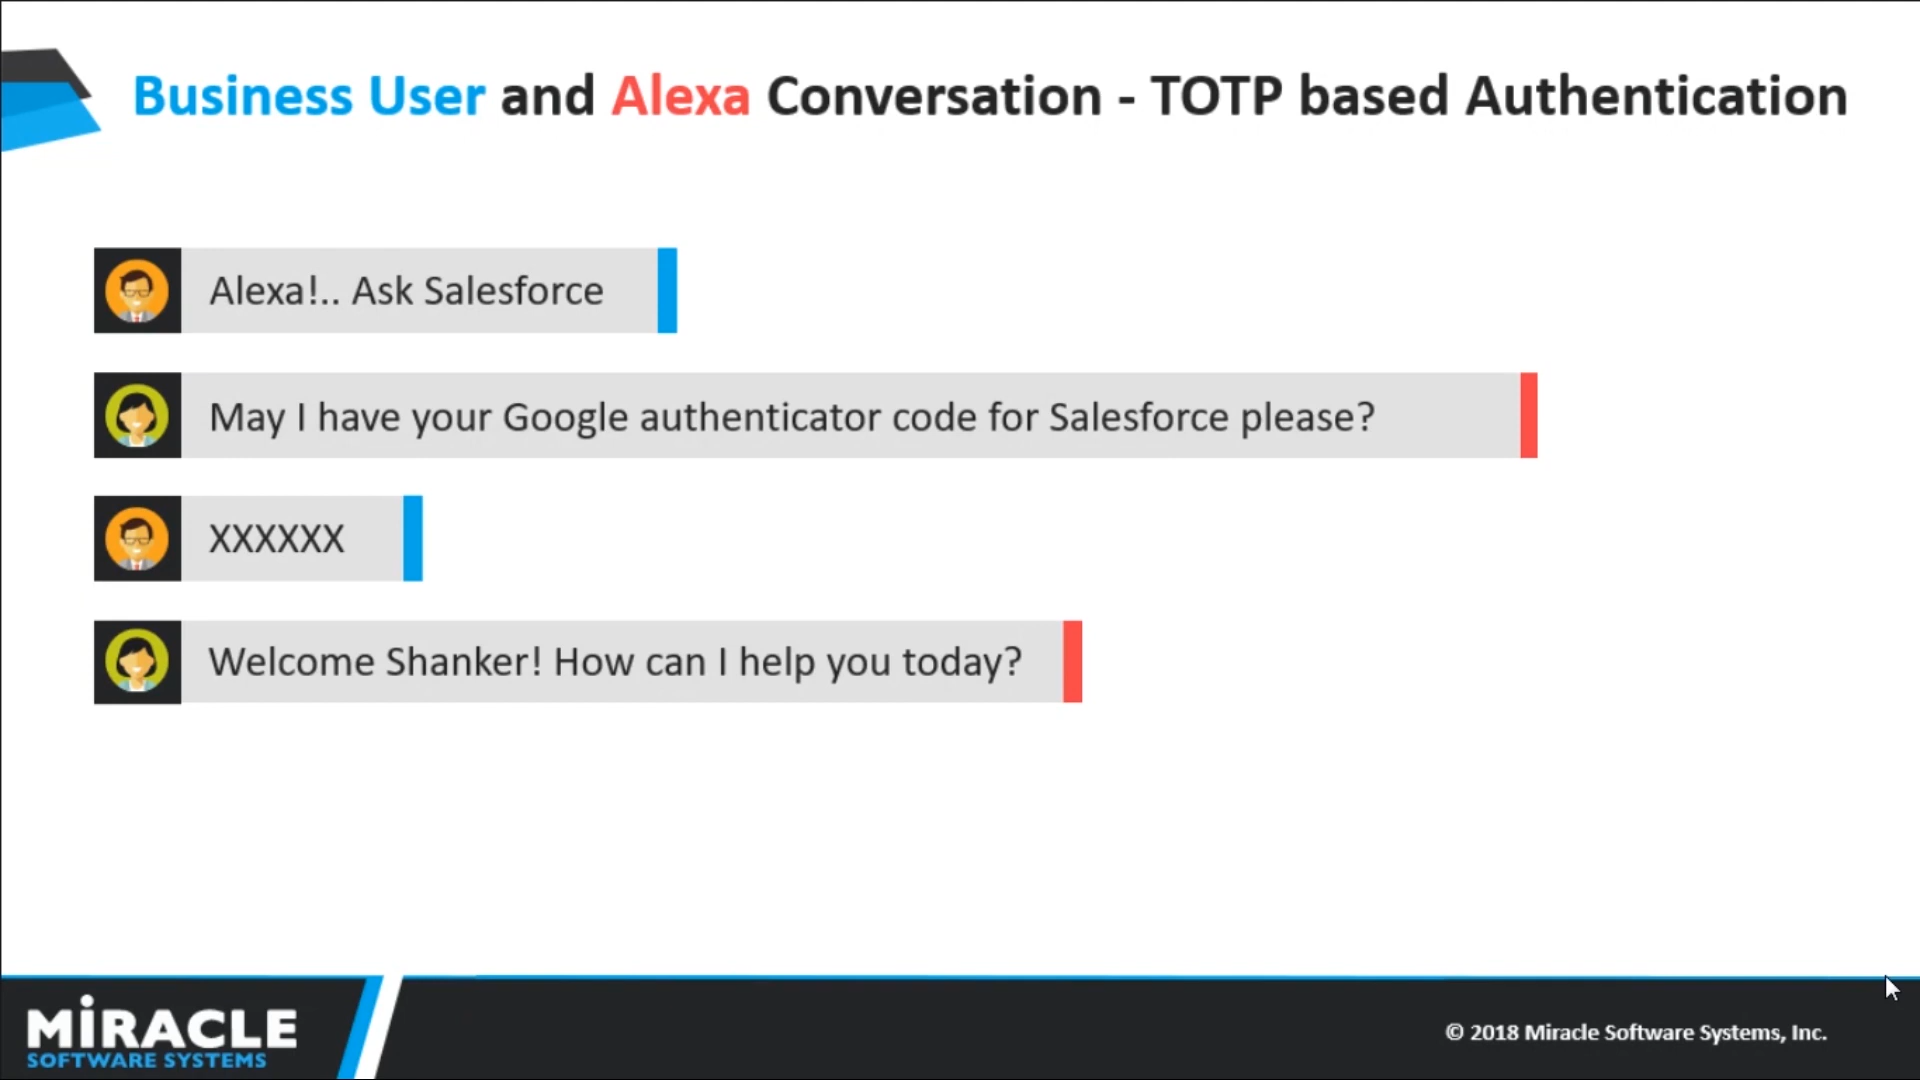 Business User and Alexa Conversation - TOTP based Authentication
Alexa!.. Ask Salesforce
May I have your Google authenticator code for Salesforce please?
XXXXXX
Welcome Shanker! How can I help you today?
MiRACLE
SOFTWARE SYSTEMS
© 2018 Miracle Software Systems, Inc.